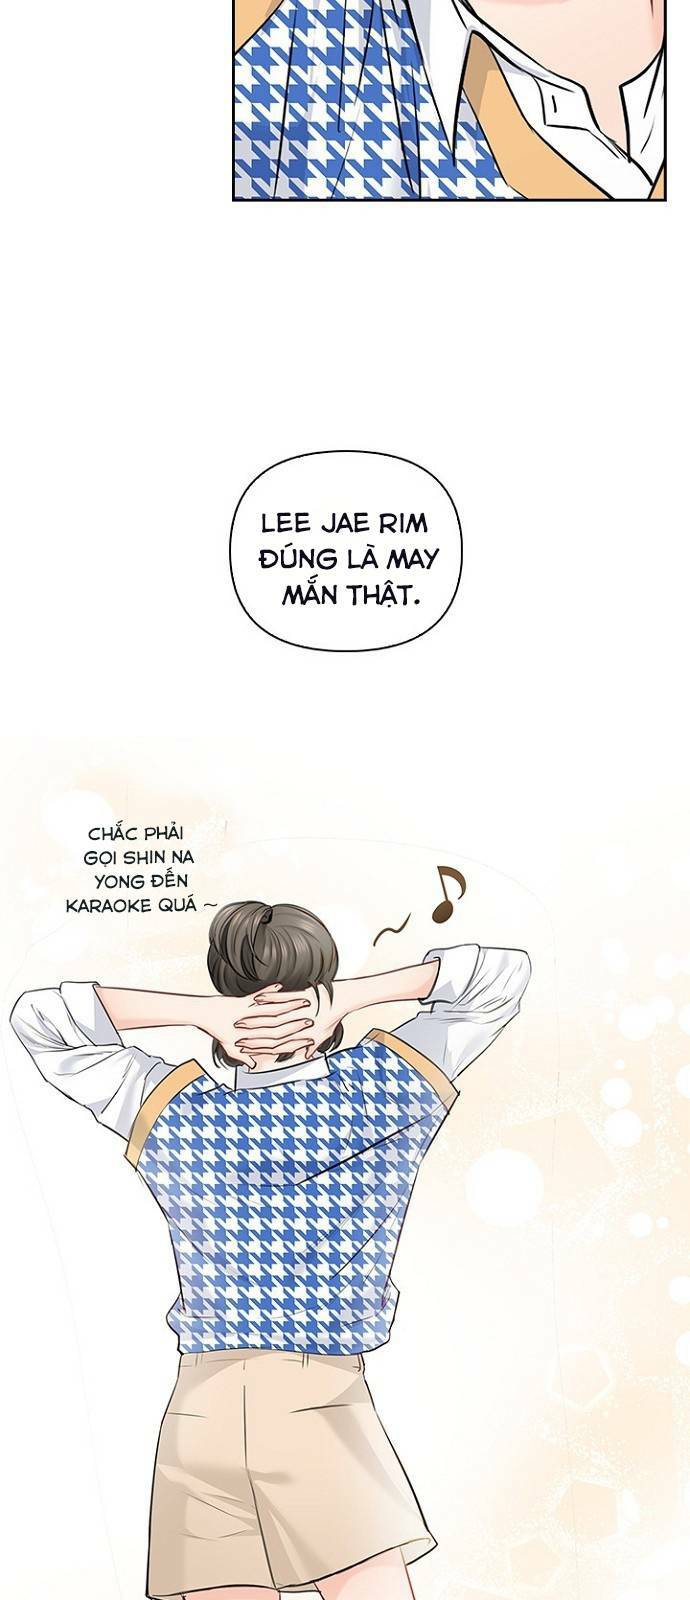 LEE JAE RIM
ĐÚNG LÀ MAY
MẮN THẬT.
CHẮC PHẢI
GỌI SHIN NA
YONG ĐẾN
KARAOKE QUÁ ~